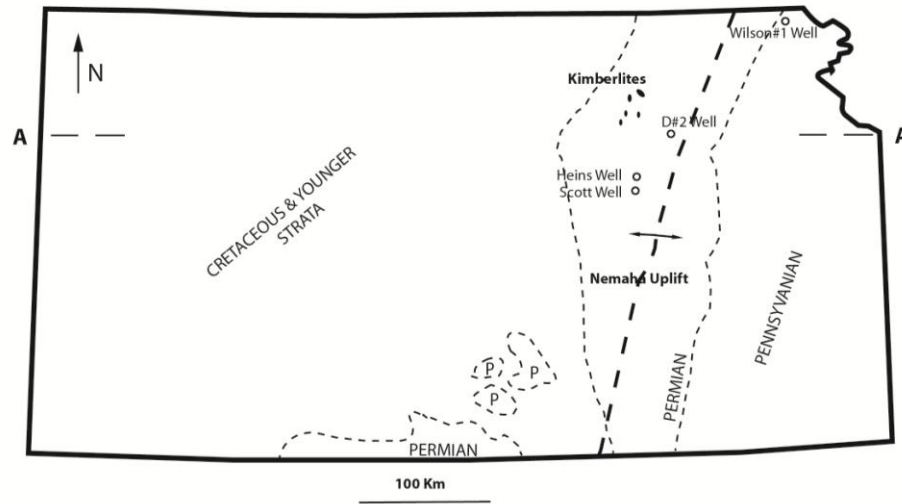 Wilson#1 Well
N
Kimberlites
A
D#2 Well
A
Heins Well
Scott Well
CRETACEOUS & YOUNGER
STRATA
Nemaha Uplift
PENNSYVANIAN
PERMIAN
P
P
P
PERMIAN
100 Km